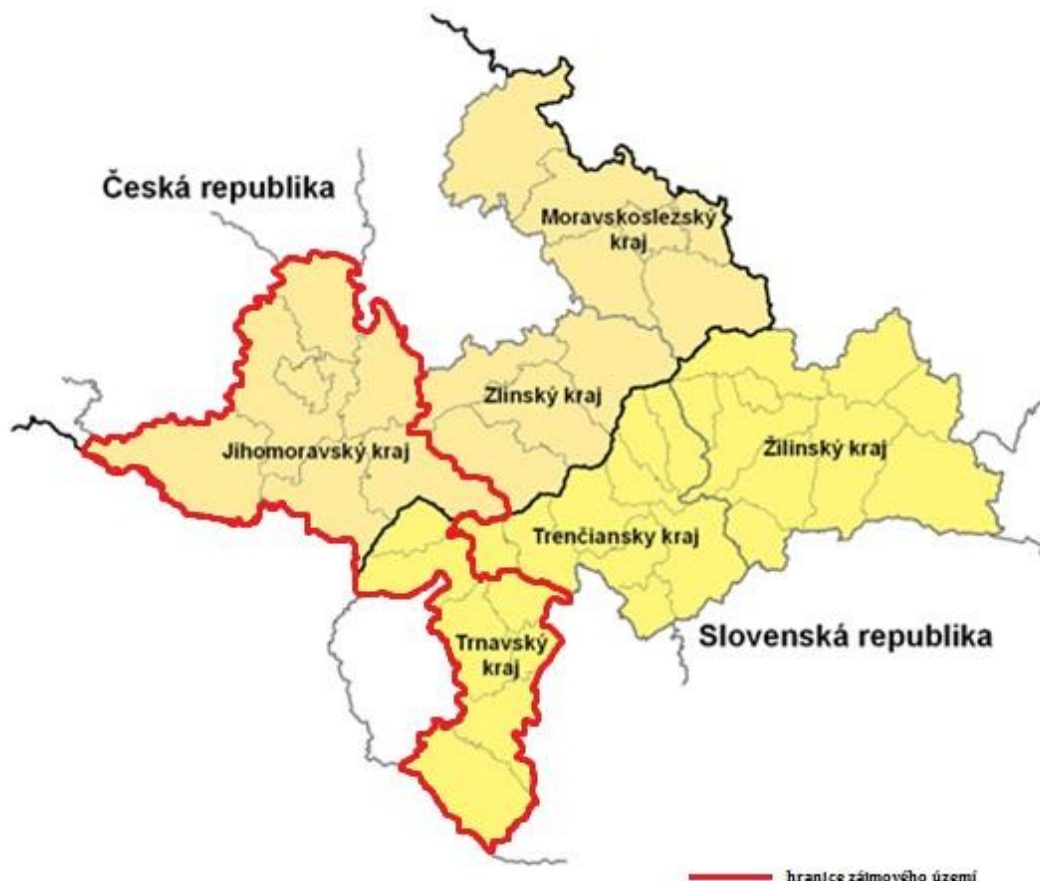 Česká republika
Moravskoslezský
kraj
Zlínský kraj
Jihomoravský kraj
Žilinský kraj
Trenčiansky kraj
Slovenská republika
Trnavský
kraj
hranice zájmového území